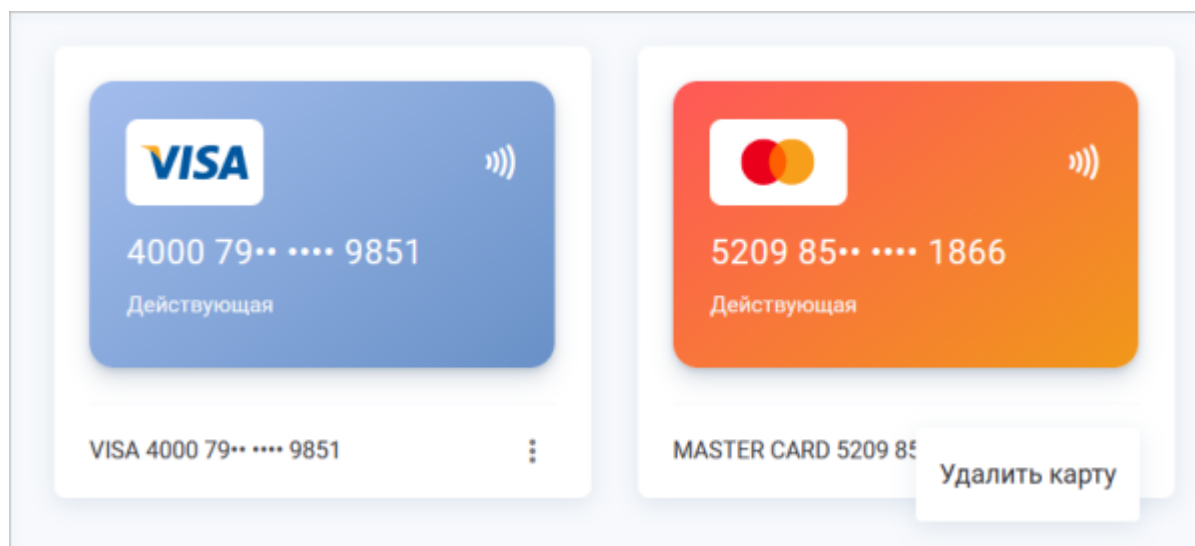 VISA
4000 79•• •••• 9851
Действующая
VISA 4000 79•• •••• 9851
5209 85•• •••• 1866
Действующая
MASTER CARD 5209 85
Удалить карту